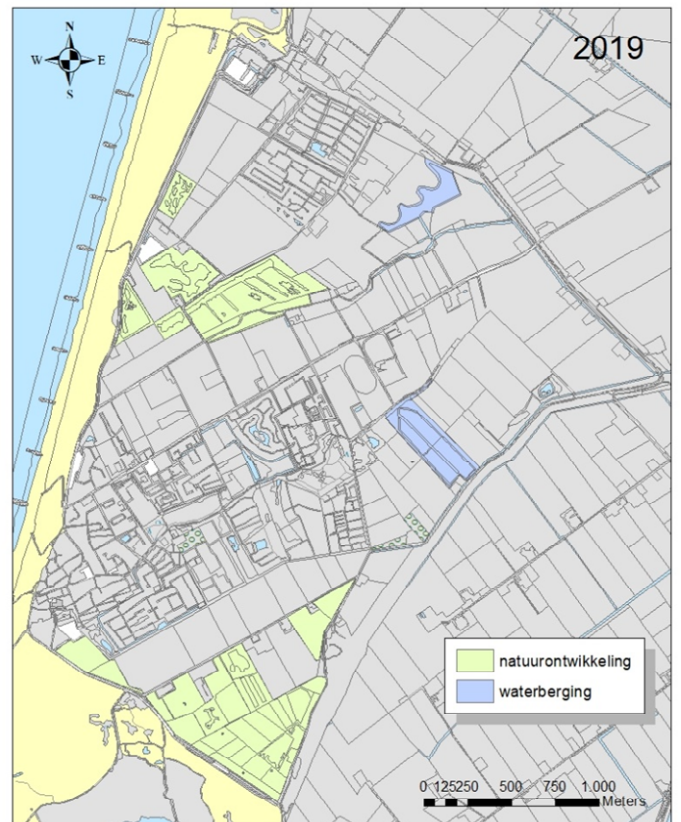 N
2019
W E
S
natuurontwikkeling
waterberging
0 125250 500 750 1.000
Meters